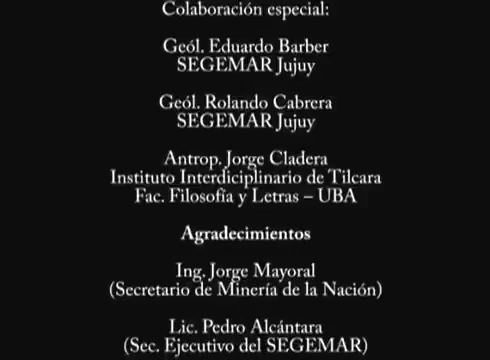 Colaboración especial:
Geól. Eduardo Barber
SEGEMAR Jujuy
Geól. Rolando Cabrera
SEGEMAR Jujuy
Antrop. Jorge Cladera
Instituto Interdiciplinario de Tilcara
Fac. Filosofía y Letras – UBA
Agradecimientos
Ing. Jorge Mayoral
(Secretario de Minería de la Nación)
Lic. Pedro Alcántara
(Sec. Ejecutivo del SEGEMAR)